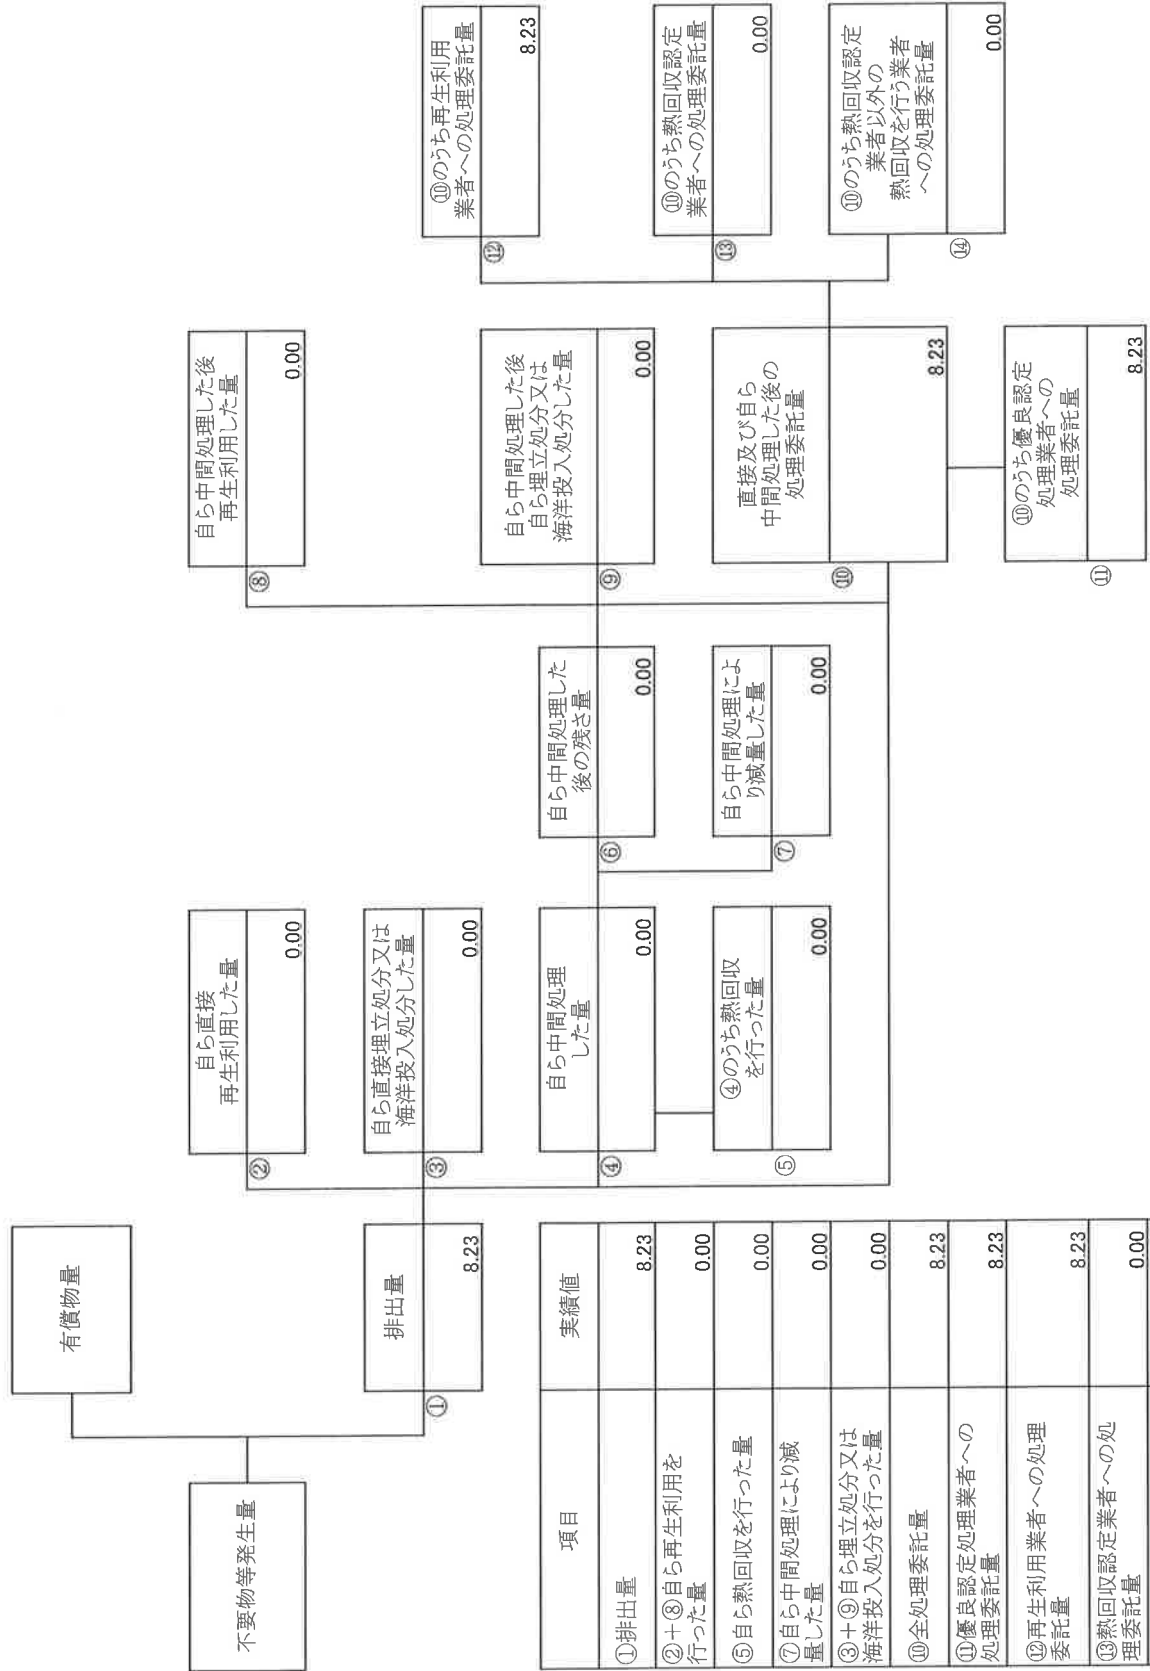 不要物等発生量
有償物量
排出量
①
8.23
自ら直接
再生利用した量
②
0.00
自ら直接埋立処分又は
海洋投入処分した量
③
0.00
自ら中間処理
した量
④
0.00
④のうち熱回収
を行った量
⑤
0.00
自ら中間処理した
後の残さ量
⑥
0.00
自ら中間処理によ
り減量した量
⑦
0.00
自ら中間処理した後
再生利用した量
⑧
0.00
自ら中間処理した後
自ら埋立処分又は
海洋投入処分した量
⑨
0.00
直接及び自ら
中間処理した後の
処理委託量
⑩
8.23
⑩のうち優良認定
処理業者への
処理委託量
⑪
8.23
⑩のうち再生利用
業者への処理委託量
⑫
8.23
⑩のうち熱回収認定
業者への処理委託量
⑬
0.00
⑩のうち熱回収認定
業者以外の
熱回収を行う業者
への処理委託量
⑭
0.00
項目 実績値
①排出量 8.23
②+⑧自ら再生利用を
行った量 0.00
⑤自ら熱回収を行った量 0.00
⑦自ら中間処理により減
量した量 0.00
③+⑨自ら埋立処分又は
海洋投入処分を行った量 0.00
⑩全処理委託量 8.23
⑪優良認定処理業者への
処理委託量 8.23
⑫再生利用業者への処理
委託量 8.23
⑬熱回収認定業者への処
理委託量 0.00